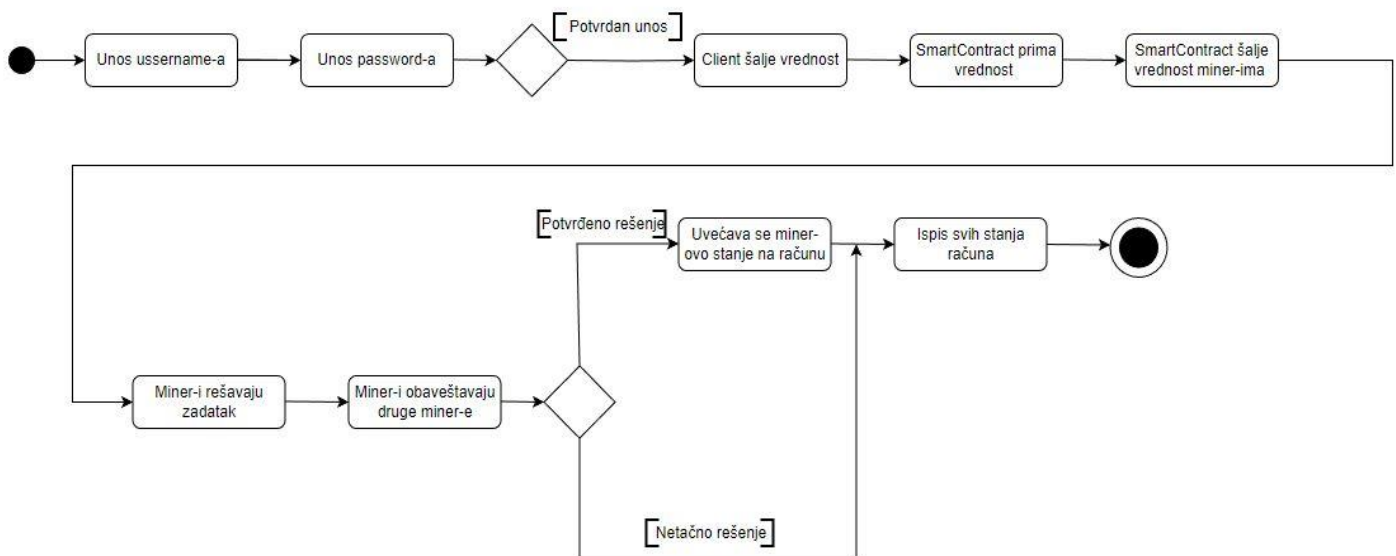 [Potvrdan unos]
Unos ussername-a
Unos password-a
Client šalje vrednost
SmartContract prima
vrednost
SmartContract šalje
vrednost miner-ima
[Potvrđeno rešenje]
Uvećava se miner-
ovo stanje na računu
Ispis svih stanja
računa
Miner-i rešavaju
zadatak
Miner-i obaveštavaju
druge miner-e
[Netačno rešenje]